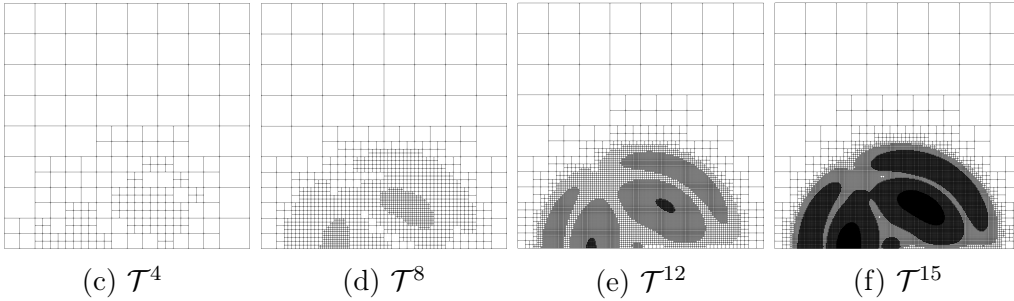 (c) 𝒯⁴ (d) 𝒯⁸ (e) 𝒯¹² (f) 𝒯¹⁵